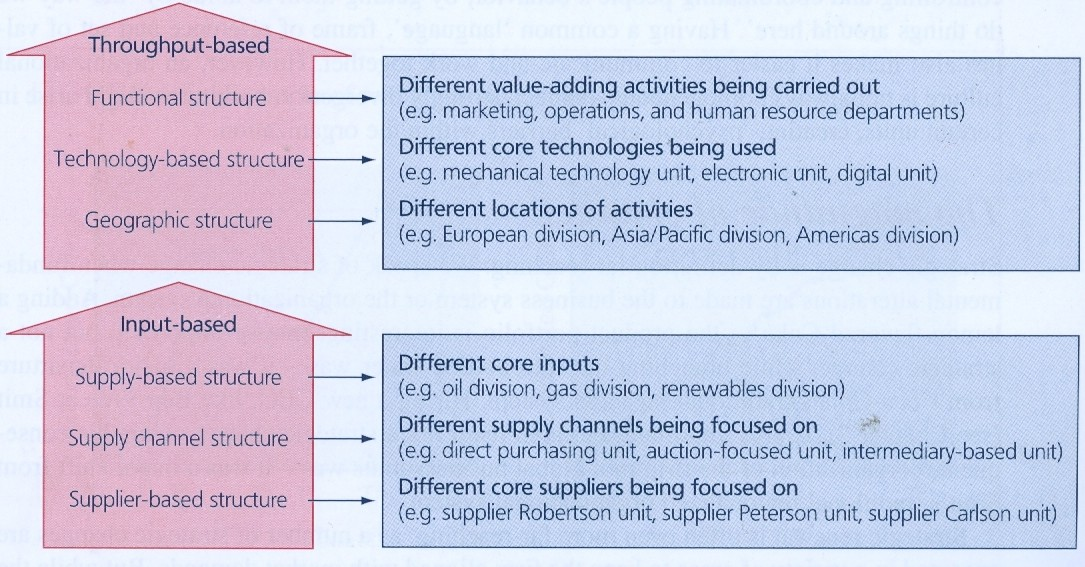 Throughput-based
Functional structure
Different value-adding activities being carried out
(e.g. marketing, operations, and human resource departments)
Technology-based structure
Different core technologies being used
(e.g. mechanical technology unit, electronic unit, digital unit)
Geographic structure
Different locations of activities
(e.g. European division, Asia/Pacific division, Americas division)
Input-based
Supply-based structure
Different core inputs
(e.g. oil division, gas division, renewables division)
Supply channel structure
Different supply channels being focused on
(e.g. direct purchasing unit, auction-focused unit, intermediary-based unit)
Supplier-based structure
Different core suppliers being focused on
(e.g. supplier Robertson unit, supplier Peterson unit, supplier Carlson unit)